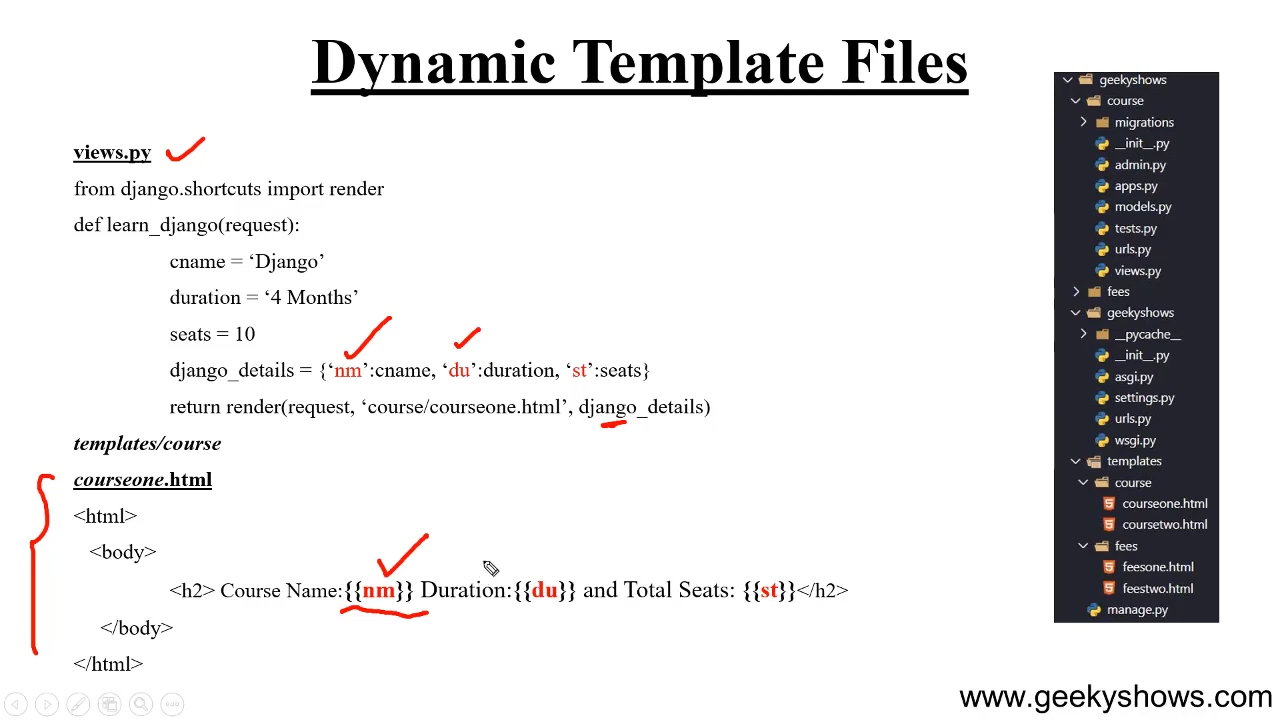 Dynamic Template Files
views.py
from django.shortcuts import render
def learn_django(request):
cname = ‘Django’
duration = ‘4 Months’
seats = 10
django_details = {‘nm’:cname, ‘du’:duration, ‘st’:seats}
return render(request, ‘course/courseone.html’, django_details)
templates/course
courseone.html
<html>
<body>
<h2> Course Name:{{nm}} Duration:{{du}} and Total Seats: {{st}}</h2>
</body>
</html>
geekyshows
course
migrations
__init__.py
admin.py
apps.py
models.py
tests.py
urls.py
views.py
fees
geekyshows
__pycache__
__init__.py
asgi.py
settings.py
urls.py
wsgi.py
templates
course
courseone.html
coursetwo.html
fees
feesone.html
feestwo.html
manage.py
www.geekyshows.com